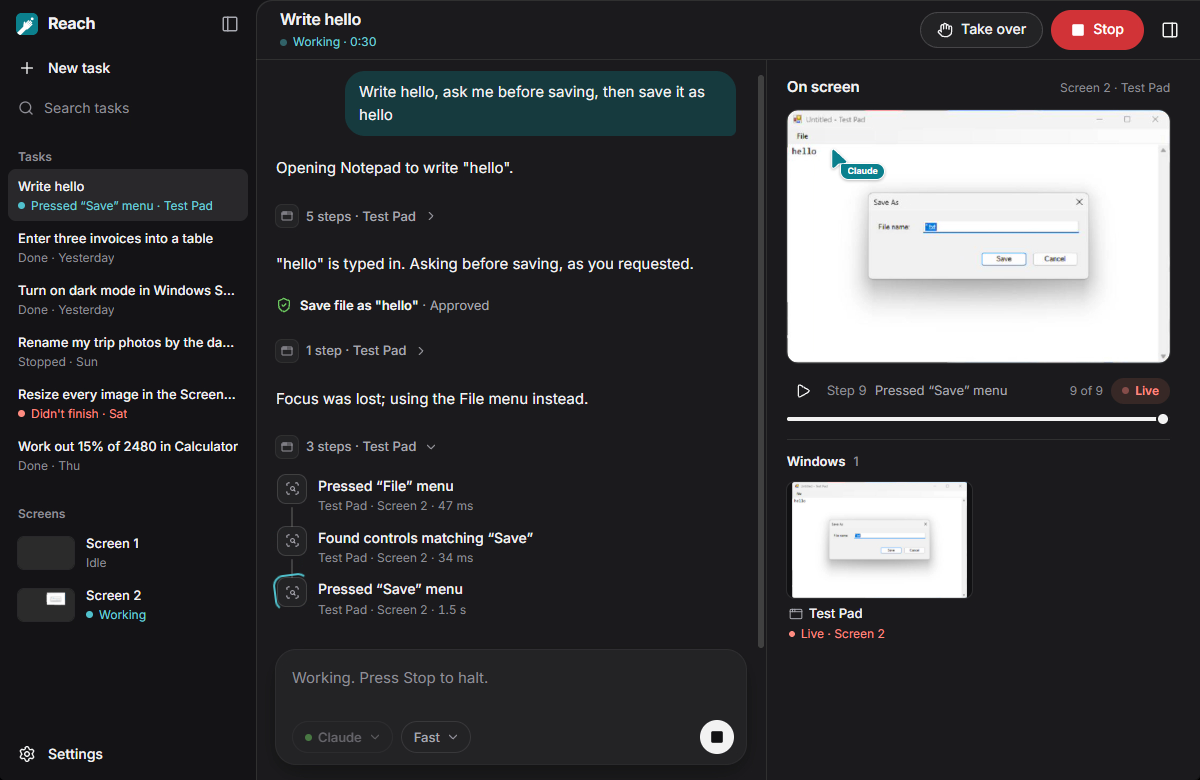 Reach
New task
Search tasks
Tasks
Write hello
Pressed “Save” menu · Test Pad
Enter three invoices into a table
Done · Yesterday
Turn on dark mode in Windows S...
Done · Yesterday
Rename my trip photos by the da...
Stopped · Sun
Resize every image in the Screen...
Didn't finish · Sat
Work out 15% of 2480 in Calculator
Done · Thu
Screens
Screen 1
Idle
Screen 2
Working
Settings
Write hello
Working · 0:30
Take over
Stop
Write hello, ask me before saving, then save it as
hello
Opening Notepad to write "hello".
5 steps · Test Pad
"hello" is typed in. Asking before saving, as you requested.
Save file as "hello" · Approved
1 step · Test Pad
Focus was lost; using the File menu instead.
3 steps · Test Pad
Pressed “File” menu
Test Pad · Screen 2 · 47 ms
Found controls matching “Save”
Test Pad · Screen 2 · 34 ms
Pressed “Save” menu
Test Pad · Screen 2 · 1.5 s
Working. Press Stop to halt.
Claude
Fast
On screen
Screen 2 · Test Pad
Untitled - Test Pad
File
hello
Claude
Save As
File name:
Save
Cancel
Step 9 Pressed “Save” menu
9 of 9
Live
Windows 1
File
hello
Save As
File name:
Save
Cancel
Test Pad
Live · Screen 2